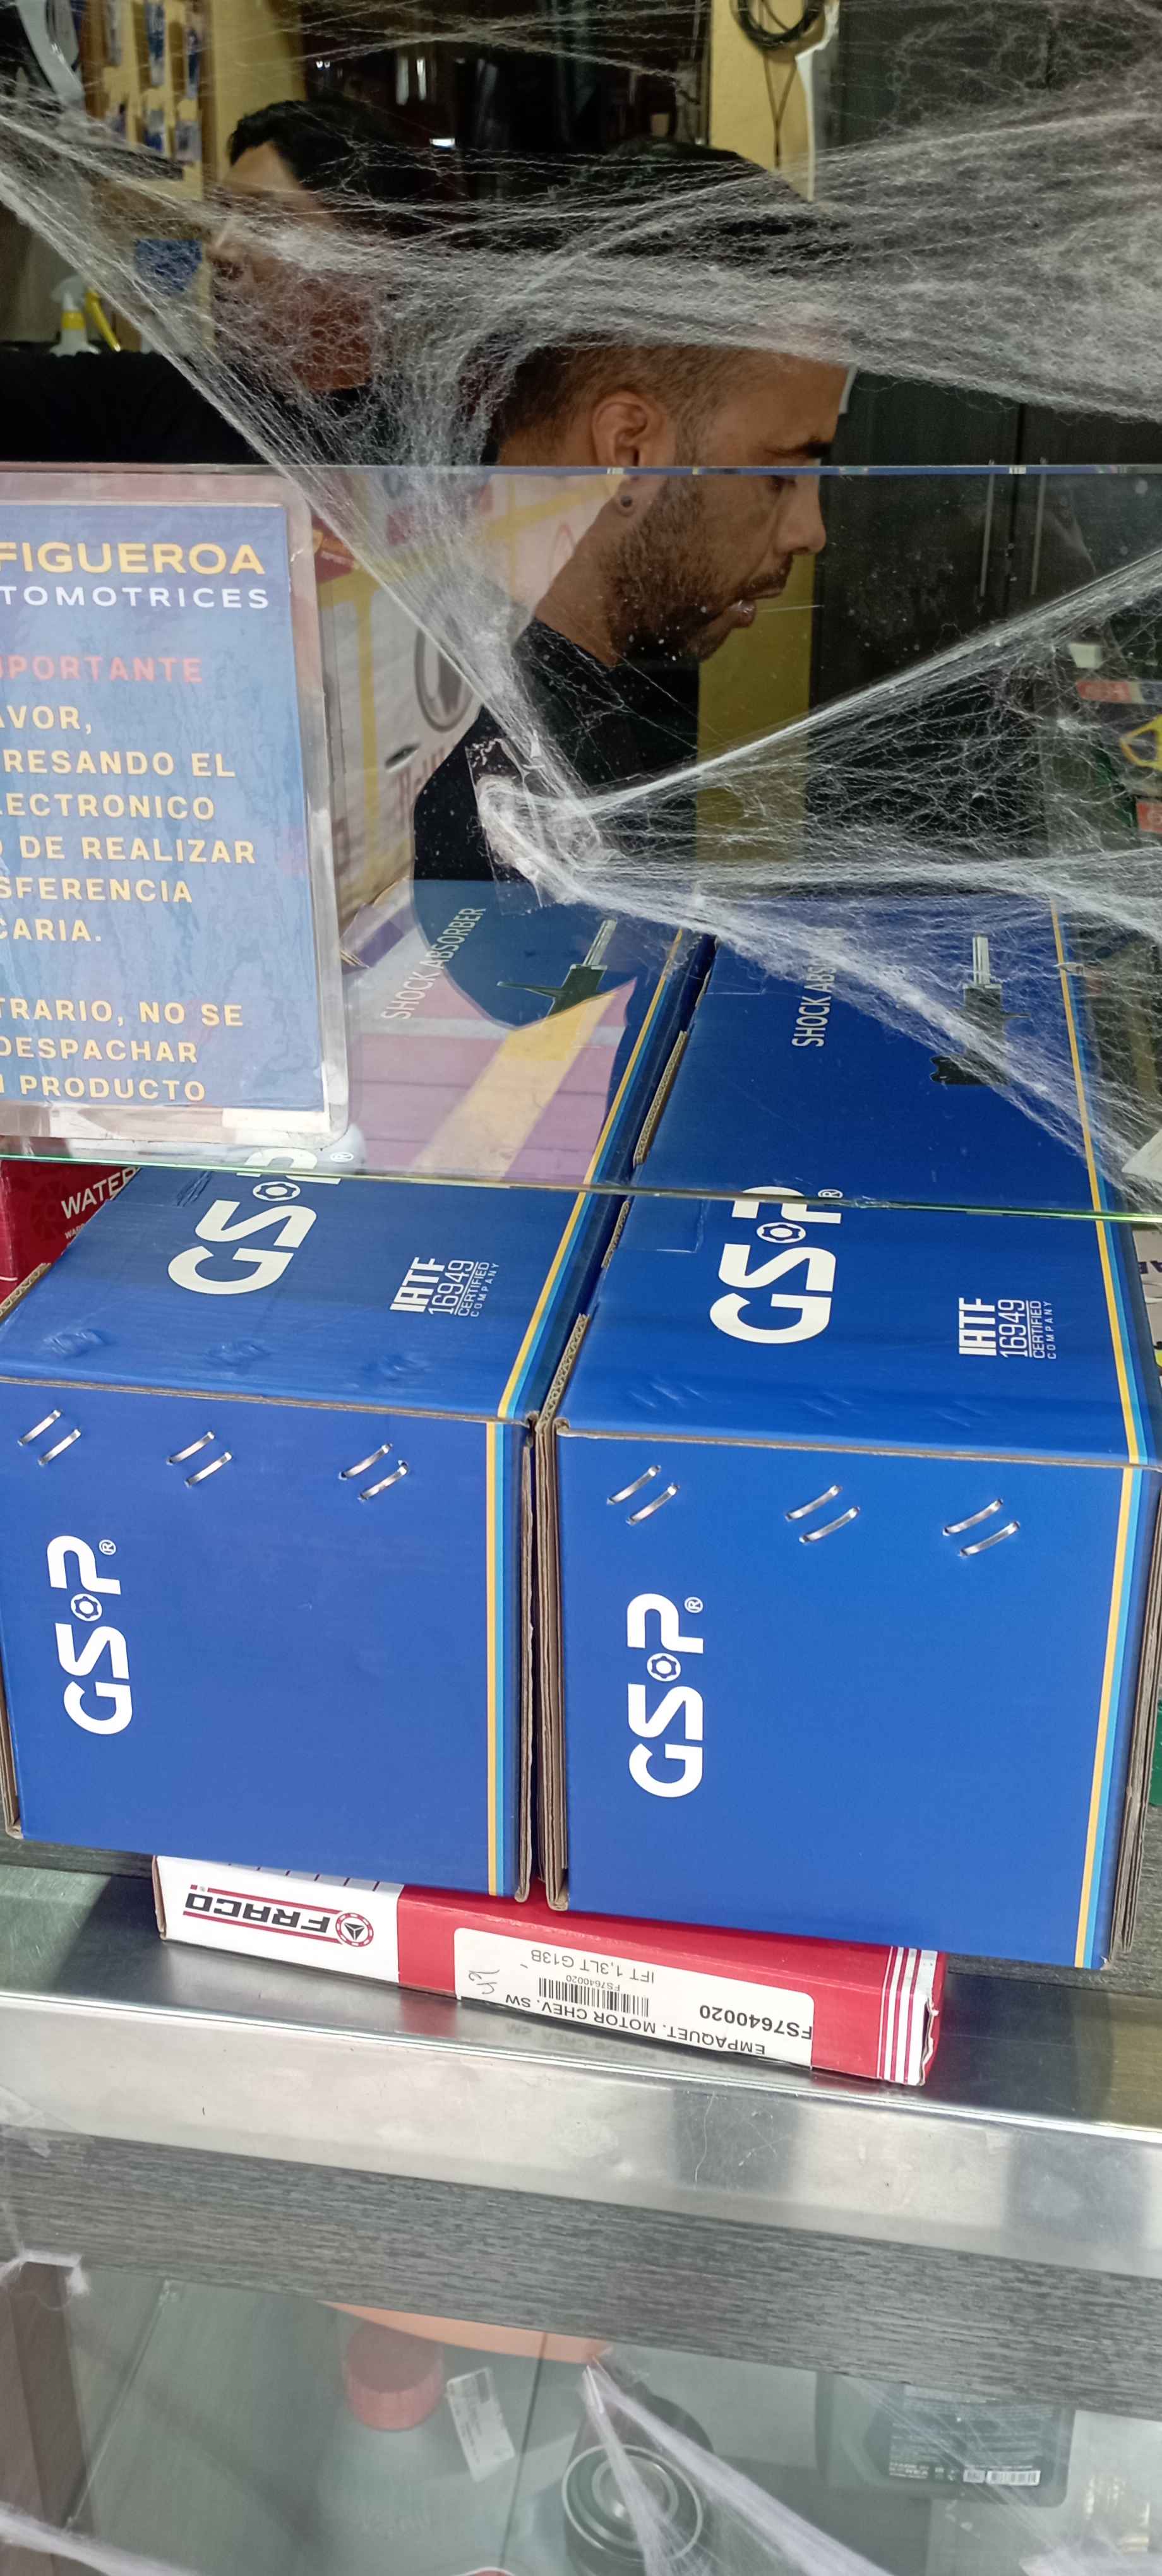 FIGUEROA
TOMOTRICES
MPORTANTE
AVOR,
RESANDO EL
LECTRONICO
O DE REALIZAR
SFERENCIA
CARIA.
TRARIO, NO SE
DESPACHAR
PRODUCTO
SHOCK ABSORBER
SHOCK ABS
WATER
GSP®
IATF
16949
CERTIFIED
COMPANY
GSP®
IATF
16949
CERTIFIED
COMPANY
GSP®
GSP®
FRACO
EMPAQUET. MOTOR CHEV. SW
FS7640020
FS7640020
IFT 1,3LT G13B